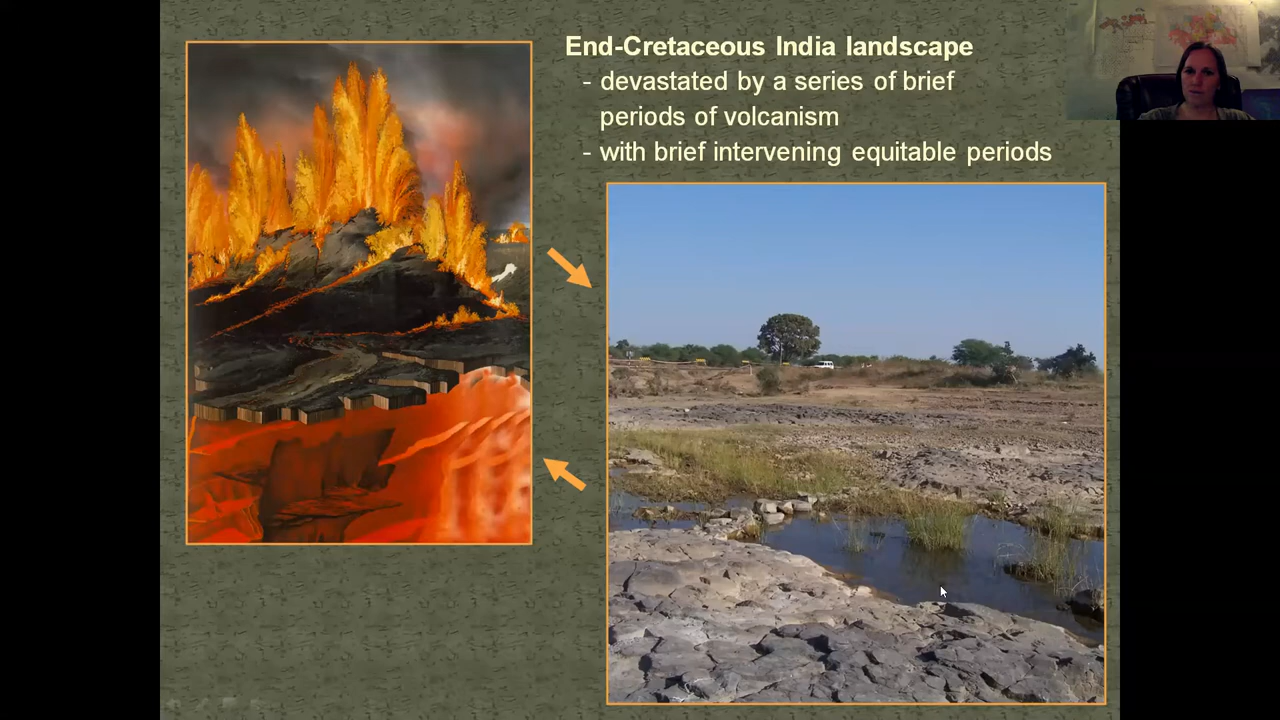 End-Cretaceous India landscape
- devastated by a series of brief
periods of volcanism
- with brief intervening equitable periods